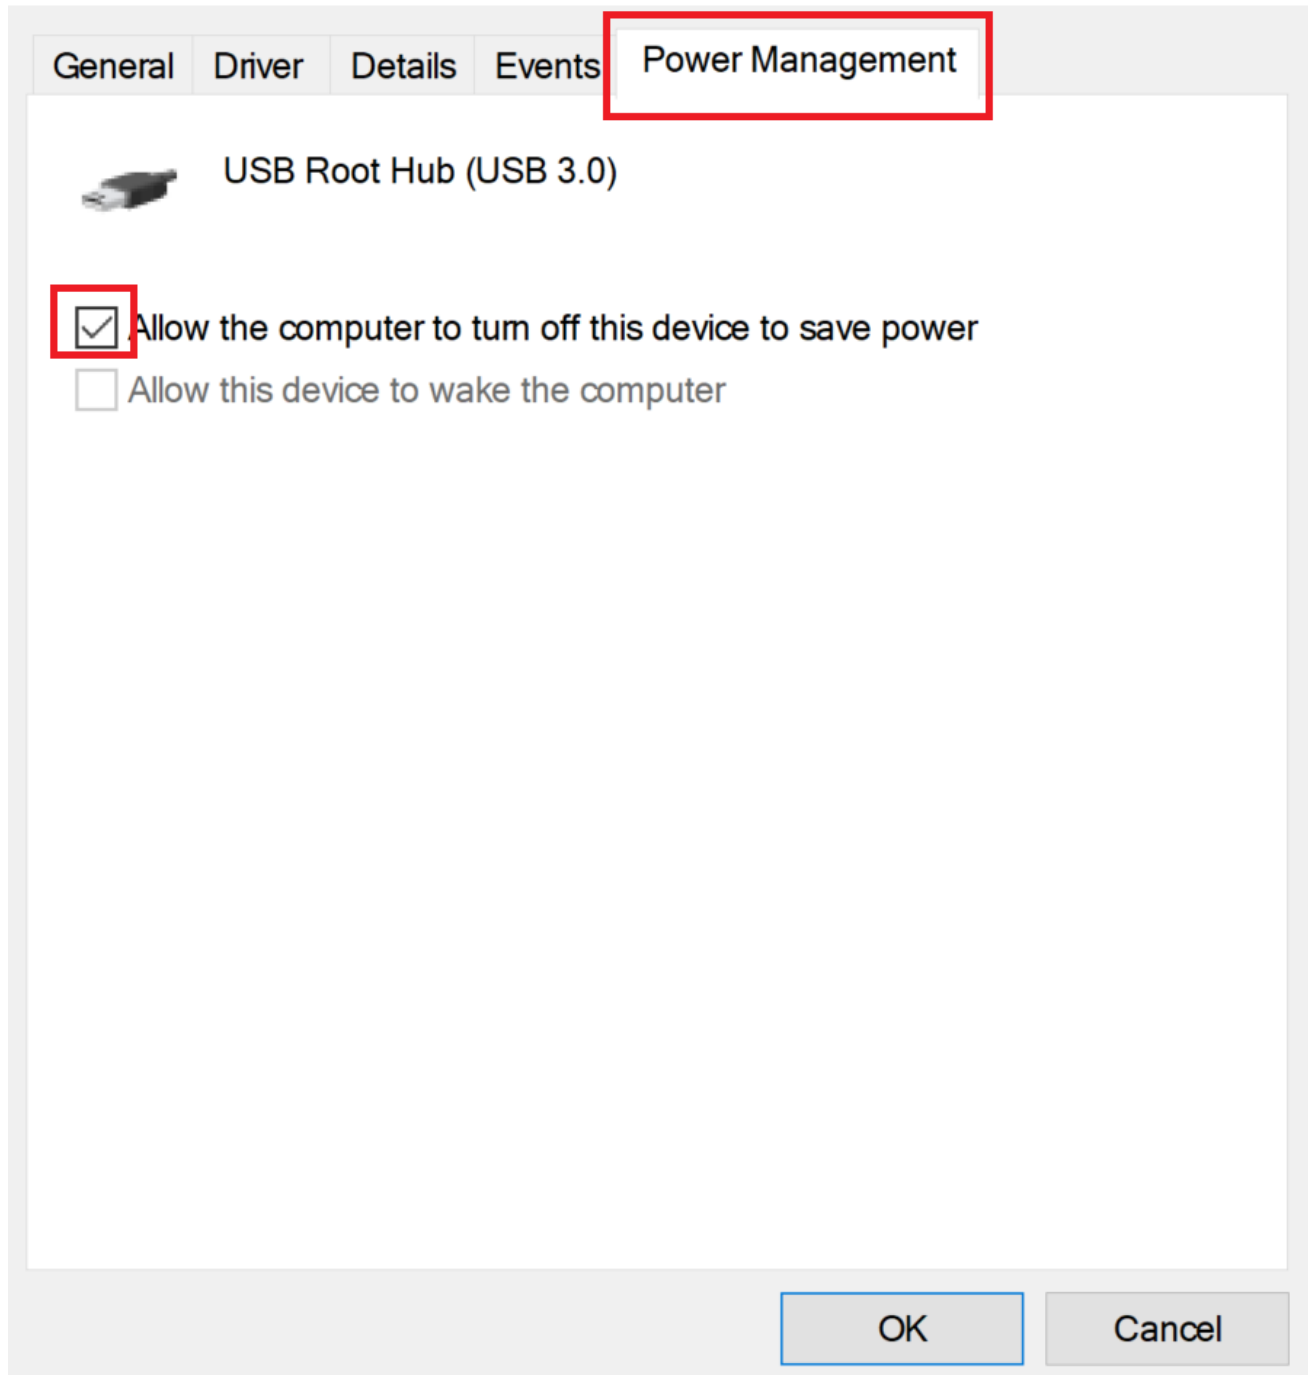 General Driver Details Events Power Management
USB Root Hub (USB 3.0)
Allow the computer to turn off this device to save power
Allow this device to wake the computer
OK Cancel